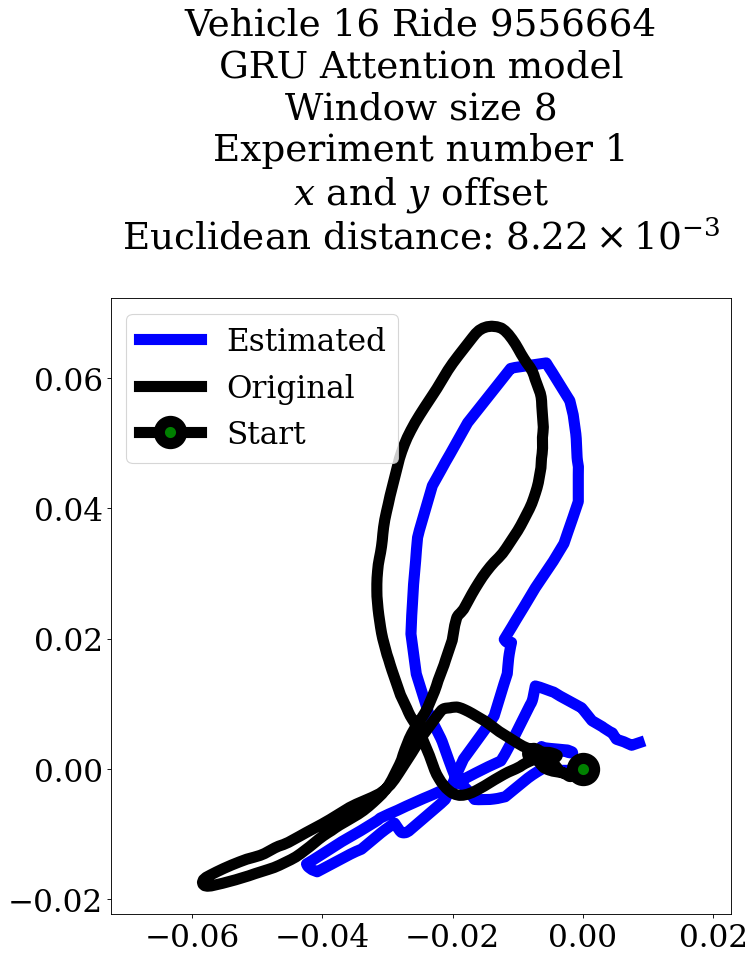 Vehicle 16 Ride 9556664
GRU Attention model
Window size 8
Experiment number 1
x and y offset
Euclidean distance: 8.22 × 10⁻³
Estimated
Original
Start
0.06
0.04
0.02
0.00
−0.02
−0.06 −0.04 −0.02 0.00 0.02